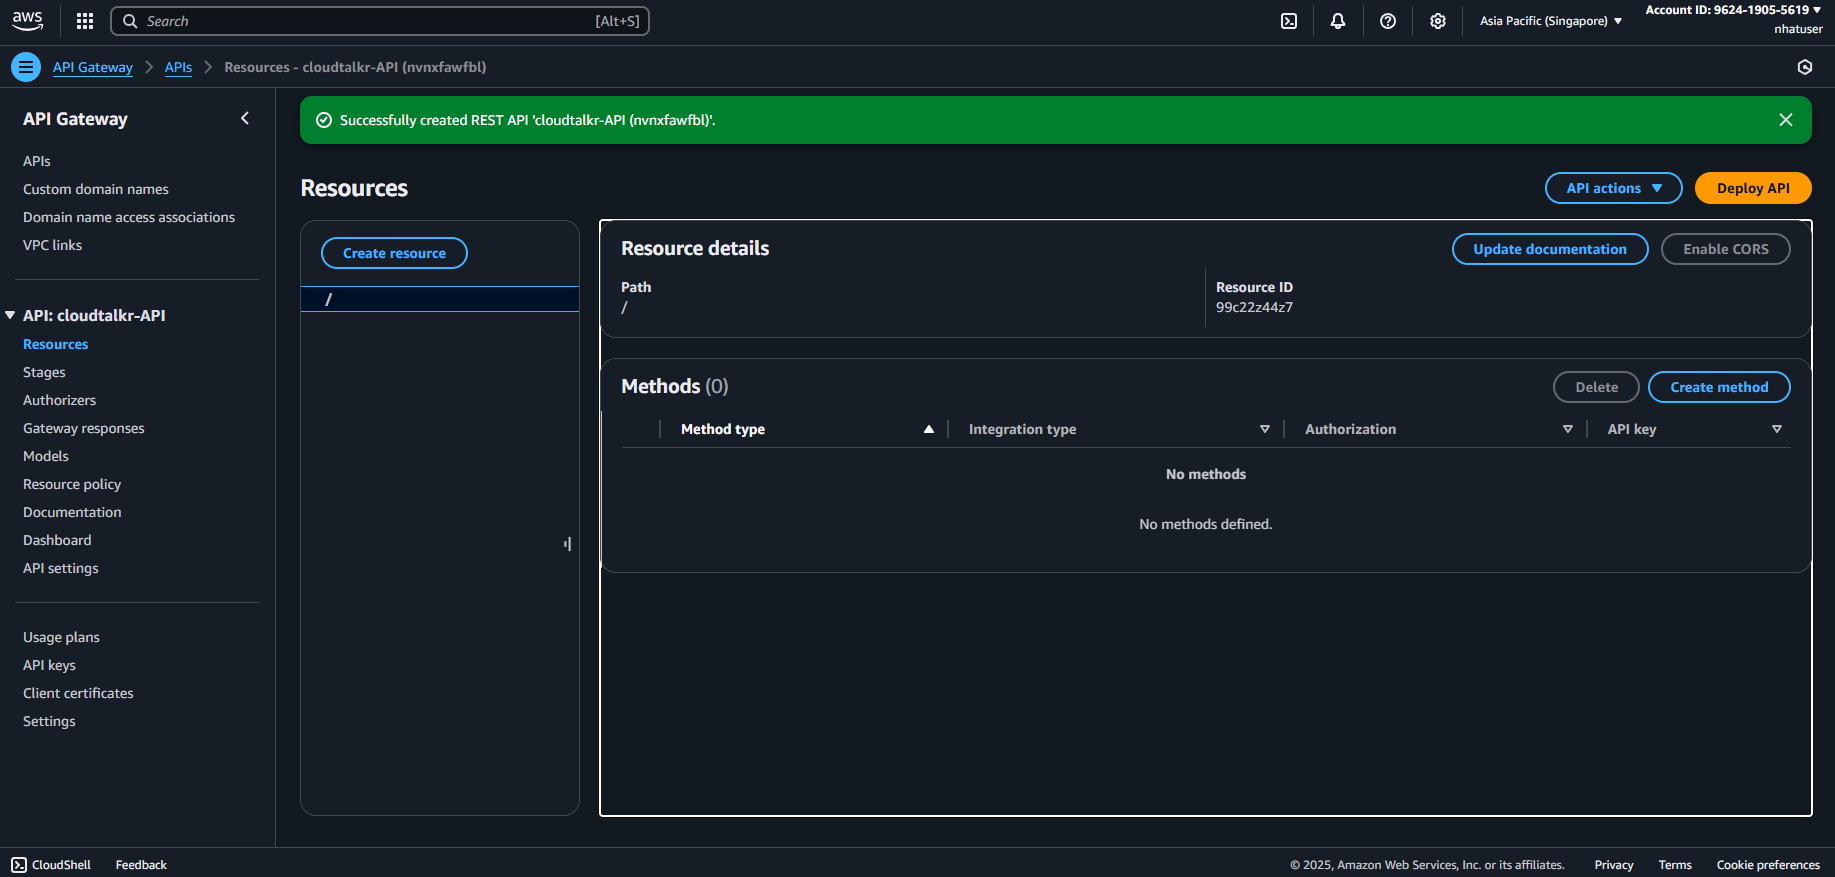 aws
Search [Alt+S]
Asia Pacific (Singapore)
Account ID: 9624-1905-5619
nhatuser
API Gateway
APIs
Resources - cloudtalkr-API (nvnxfawfbl)
API Gateway
APIs
Custom domain names
Domain name access associations
VPC links
API: cloudtalkr-API
Resources
Stages
Authorizers
Gateway responses
Models
Resource policy
Documentation
Dashboard
API settings
Usage plans
API keys
Client certificates
Settings
Successfully created REST API 'cloudtalkr-API (nvnxfawfbl)'.
Resources
API actions
Deploy API
Create resource
/
Resource details
Update documentation
Enable CORS
Path
/
Resource ID
99c22z44z7
Methods (0)
Delete
Create method
Method type
Integration type
Authorization
API key
No methods
No methods defined.
CloudShell
Feedback
© 2025, Amazon Web Services, Inc. or its affiliates.
Privacy
Terms
Cookie preferences